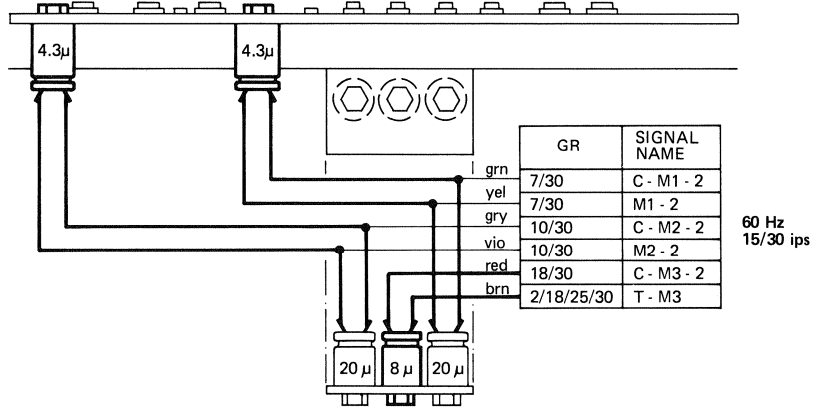 4.3µ 4.3µ
GR SIGNAL NAME
grn 7/30 C - M1 - 2
yel 7/30 M1 - 2
gry 10/30 C - M2 - 2
vio 10/30 M2 - 2
red 18/30 C - M3 - 2
brn 2/18/25/30 T - M3
60 Hz
15/30 ips
20 µ 8 µ 20 µ